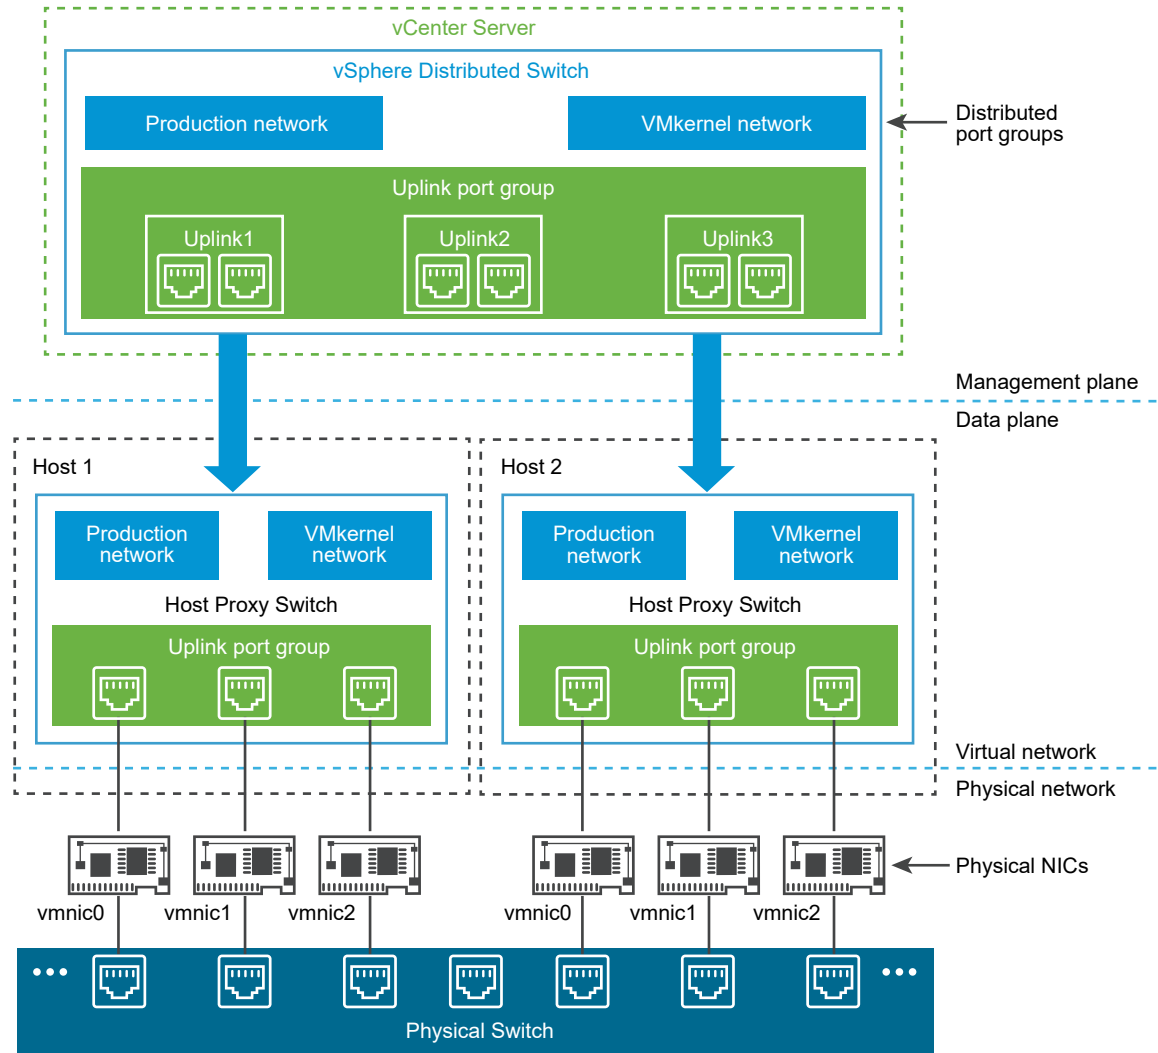 vCenter Server
vSphere Distributed Switch
Production network
VMkernel network
Distributed
port groups
Uplink port group
Uplink1
Uplink2
Uplink3
Management plane
Data plane
Host 1
Host 2
Production
network
VMkernel
network
Production
network
VMkernel
network
Host Proxy Switch
Host Proxy Switch
Uplink port group
Uplink port group
Virtual network
Physical network
Physical NICs
vmnic0
vmnic1
vmnic2
vmnic0
vmnic1
vmnic2
Physical Switch